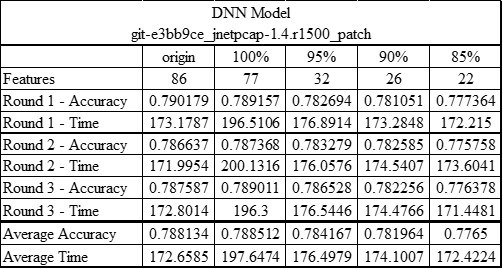 DNN Model
git-e3bb9ce_jnetpcap-1.4.r1500_patch
origin 100% 95% 90% 85%
Features 86 77 32 26 22
Round 1 - Accuracy 0.790179 0.789157 0.782694 0.781051 0.777364
Round 1 - Time 173.1787 196.5106 176.8914 173.2848 172.215
Round 2 - Accuracy 0.786637 0.787368 0.783279 0.782585 0.775758
Round 2 - Time 171.9954 200.1316 176.0576 174.5407 173.6041
Round 3 - Accuracy 0.787587 0.789011 0.786528 0.782256 0.776378
Round 3 - Time 172.8014 196.3 176.5446 174.4766 171.4481
Average Accuracy 0.788134 0.788512 0.784167 0.781964 0.7765
Average Time 172.6585 197.6474 176.4979 174.1007 172.4224